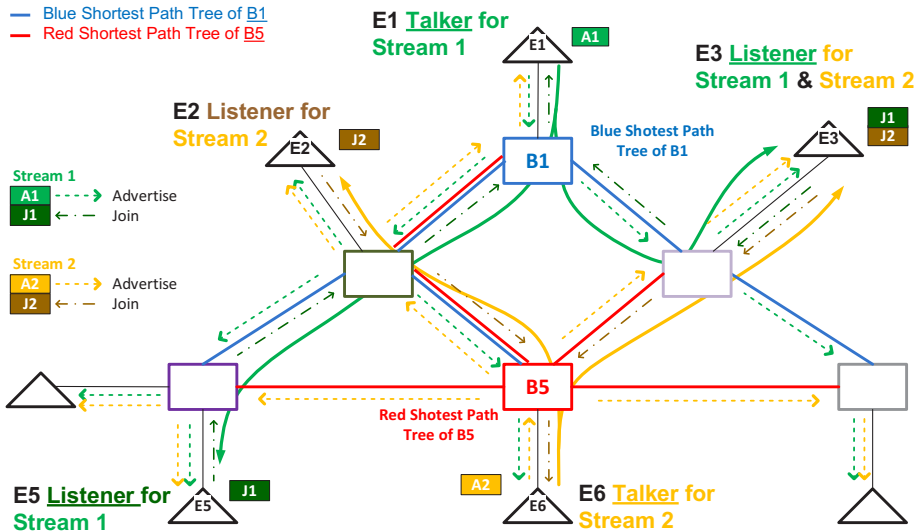 Blue Shortest Path Tree of B1
Red Shortest Path Tree of B5
E1 Talker for
Stream 1
E1
A1
E3 Listener for
Stream 1 & Stream 2
J1
J2
E3
E2 Listener for
Stream 2
J2
E2
Blue Shotest Path
Tree of B1
B1
Stream 1
A1 Advertise
J1 Join
Stream 2
A2 Advertise
J2 Join
B5
Red Shotest Path
Tree of B5
E5 Listener for
Stream 1
J1
E5
A2
E6
E6 Talker for
Stream 2